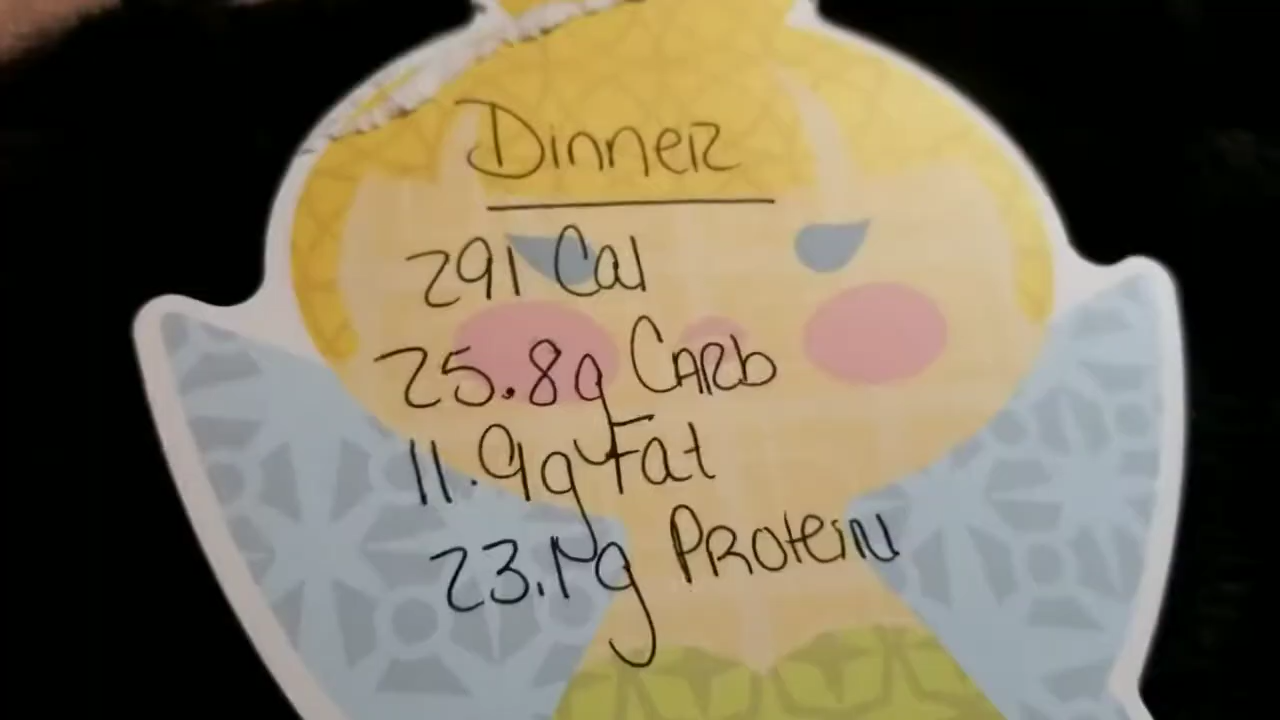 Dinner
291 Cal
25.8g CARb
11.9g Fat
23.1g PROteiN